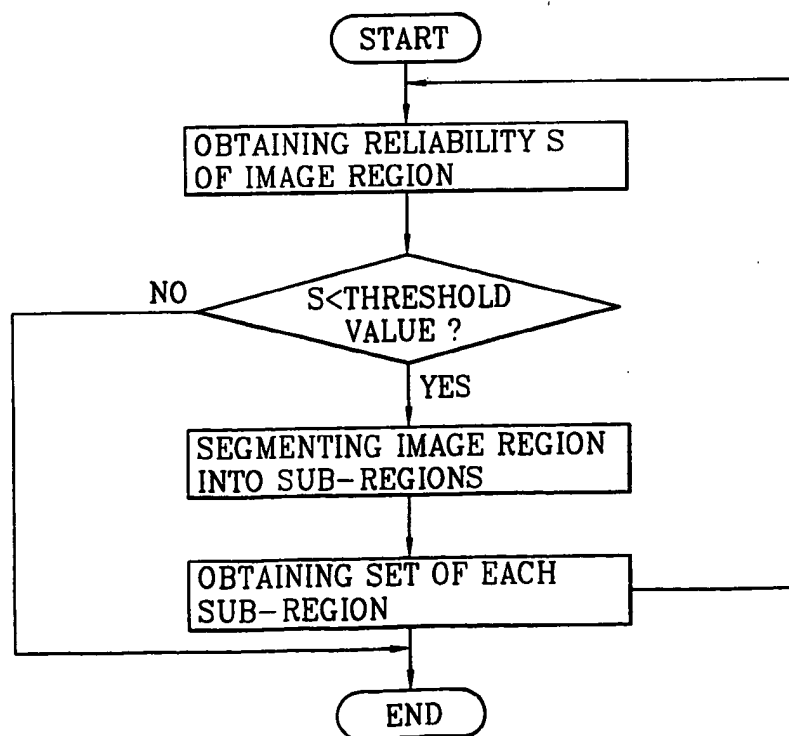 START
OBTAINING RELIABILITY S
OF IMAGE REGION
NO
S<THRESHOLD
VALUE ?
YES
SEGMENTING IMAGE REGION
INTO SUB-REGIONS
OBTAINING SET OF EACH
SUB-REGION
END